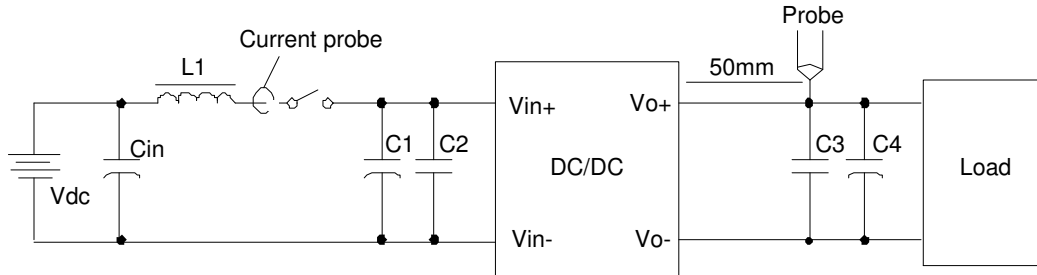 Probe
Current probe
L1
50mm
Vin+
Vo+
Cin
C1
C2
C3
C4
DC/DC
Load
Vdc
Vin-
Vo-